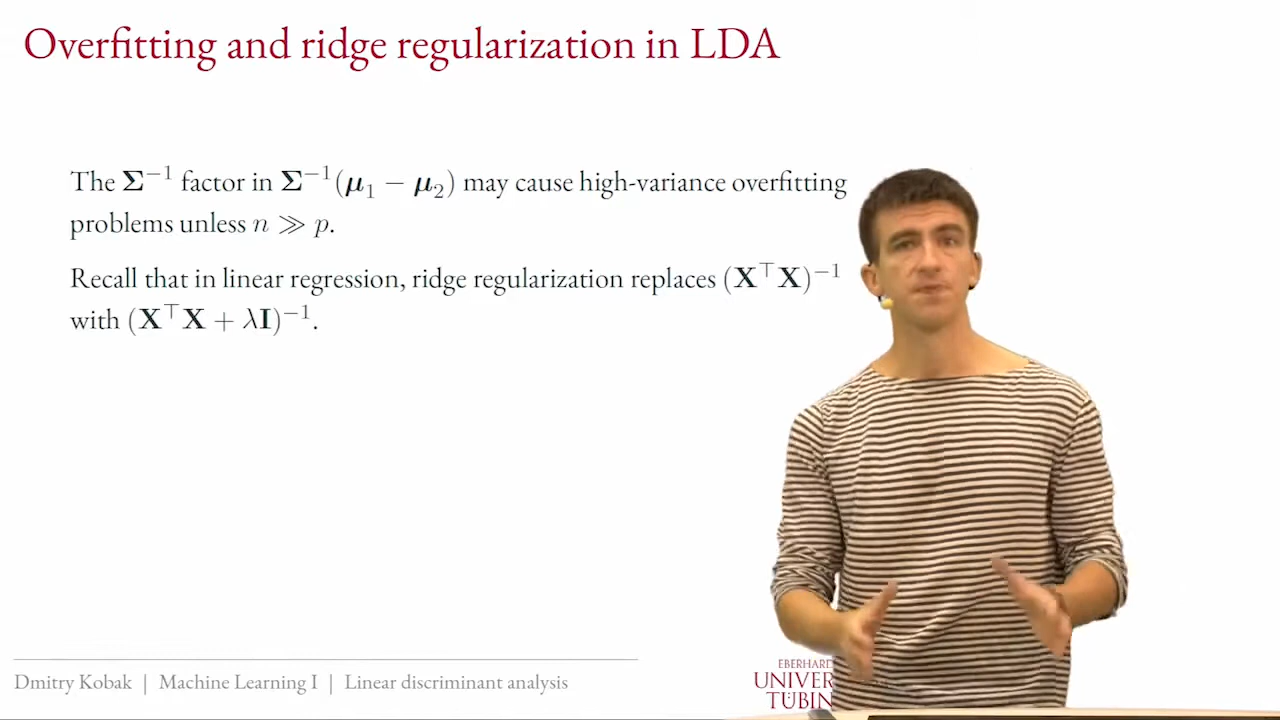 Overfitting and ridge regularization in LDA
The Σ⁻¹ factor in Σ⁻¹(μ₁ − μ₂) may cause high-variance overfitting
problems unless n ≫ p.
Recall that in linear regression, ridge regularization replaces (X⊤X)⁻¹
with (X⊤X + λI)⁻¹.
Dmitry Kobak | Machine Learning I | Linear discriminant analysis
EBERHARD
UNIVER
TÜBIN